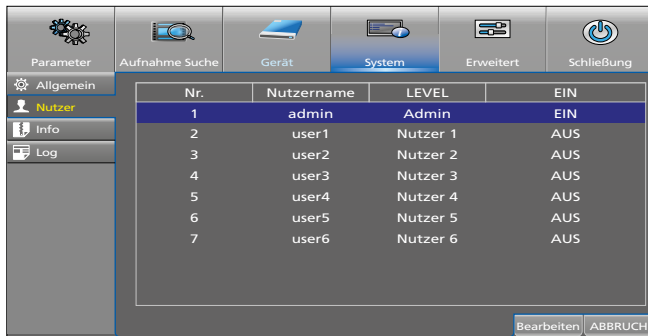 Parameter Aufnahme Suche Gerät System Erweitert Schließung
Allgemein
Nutzer
Info
Log
Nr. Nutzername LEVEL EIN
1 admin Admin EIN
2 user1 Nutzer 1 AUS
3 user2 Nutzer 2 AUS
4 user3 Nutzer 3 AUS
5 user4 Nutzer 4 AUS
6 user5 Nutzer 5 AUS
7 user6 Nutzer 6 AUS
Bearbeiten ABBRUCH